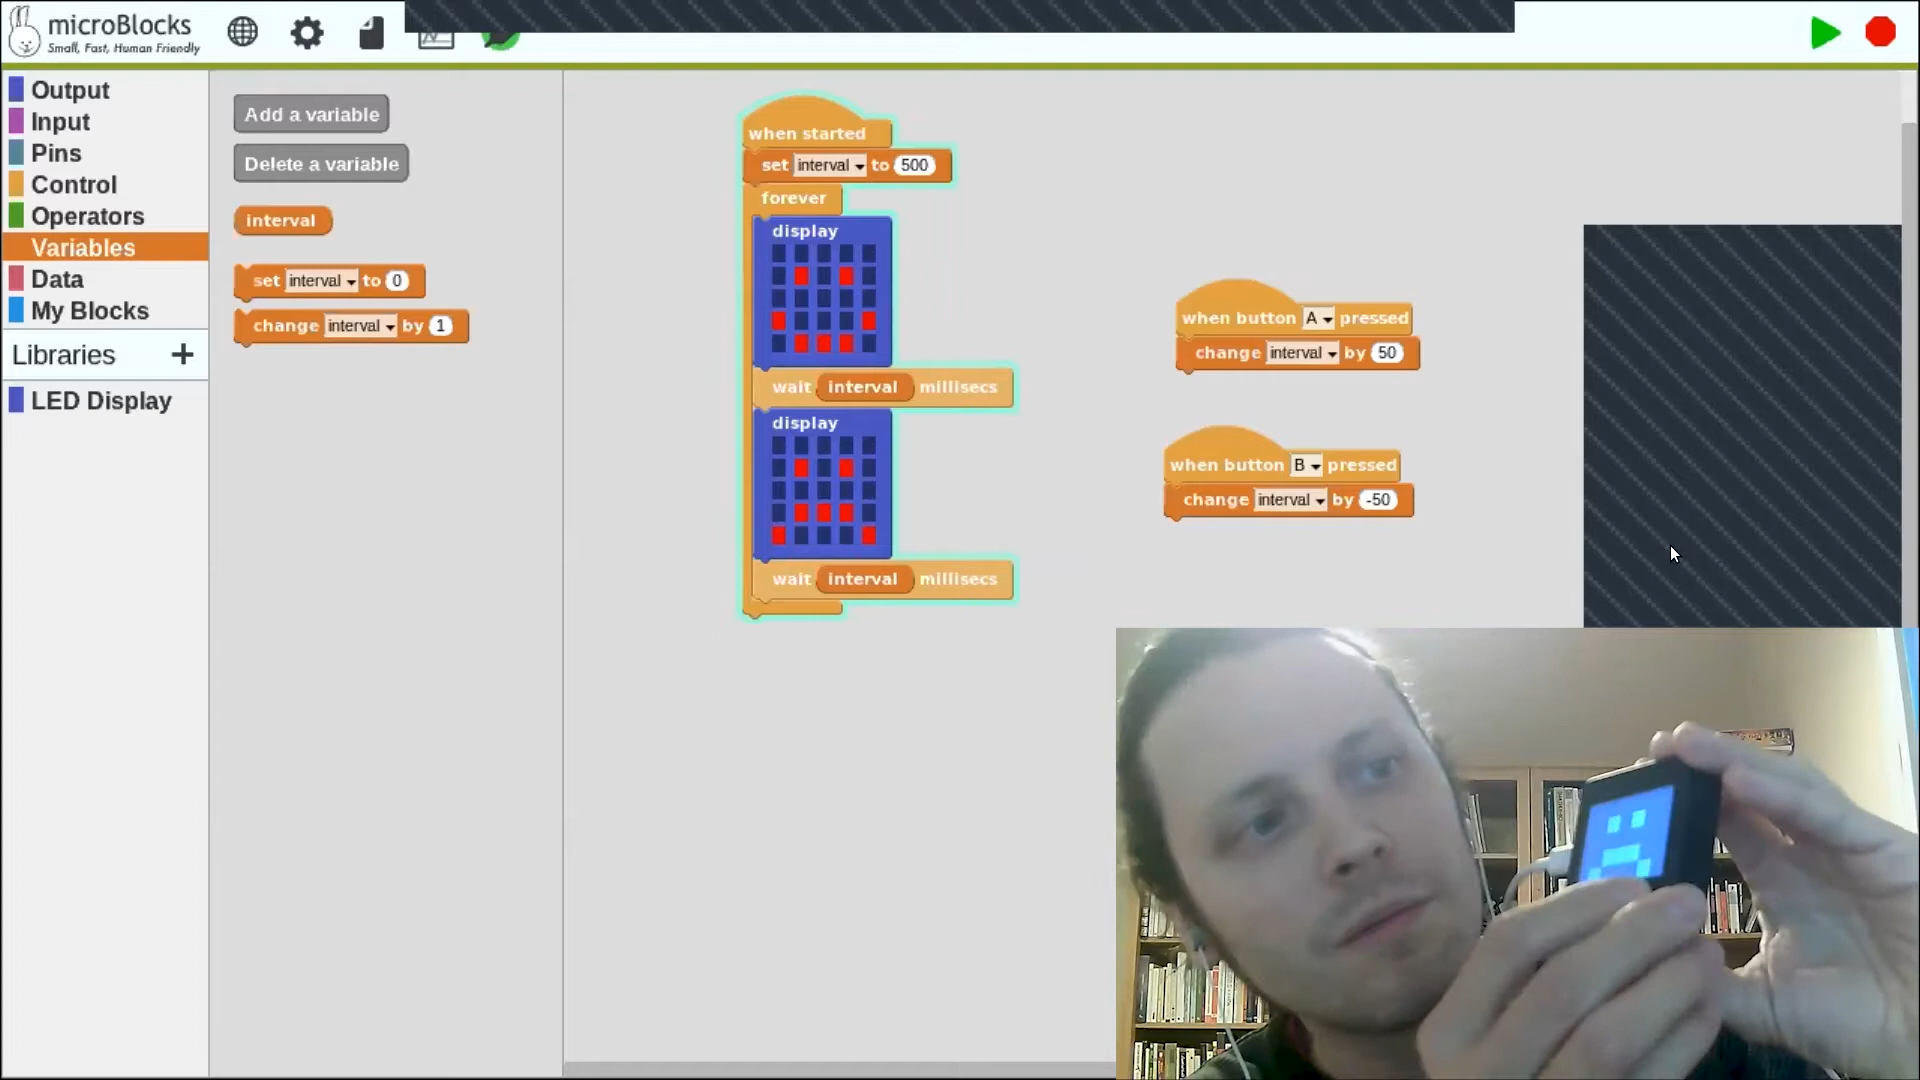 microBlocks
Small, Fast, Human Friendly
Output
Input
Pins
Control
Operators
Variables
Data
My Blocks
Libraries +
LED Display
Add a variable
Delete a variable
interval
set interval to 0
change interval by 1
when started
set interval to 500
forever
display
wait interval millisecs
display
wait interval millisecs
when button A pressed
change interval by 50
when button B pressed
change interval by -50